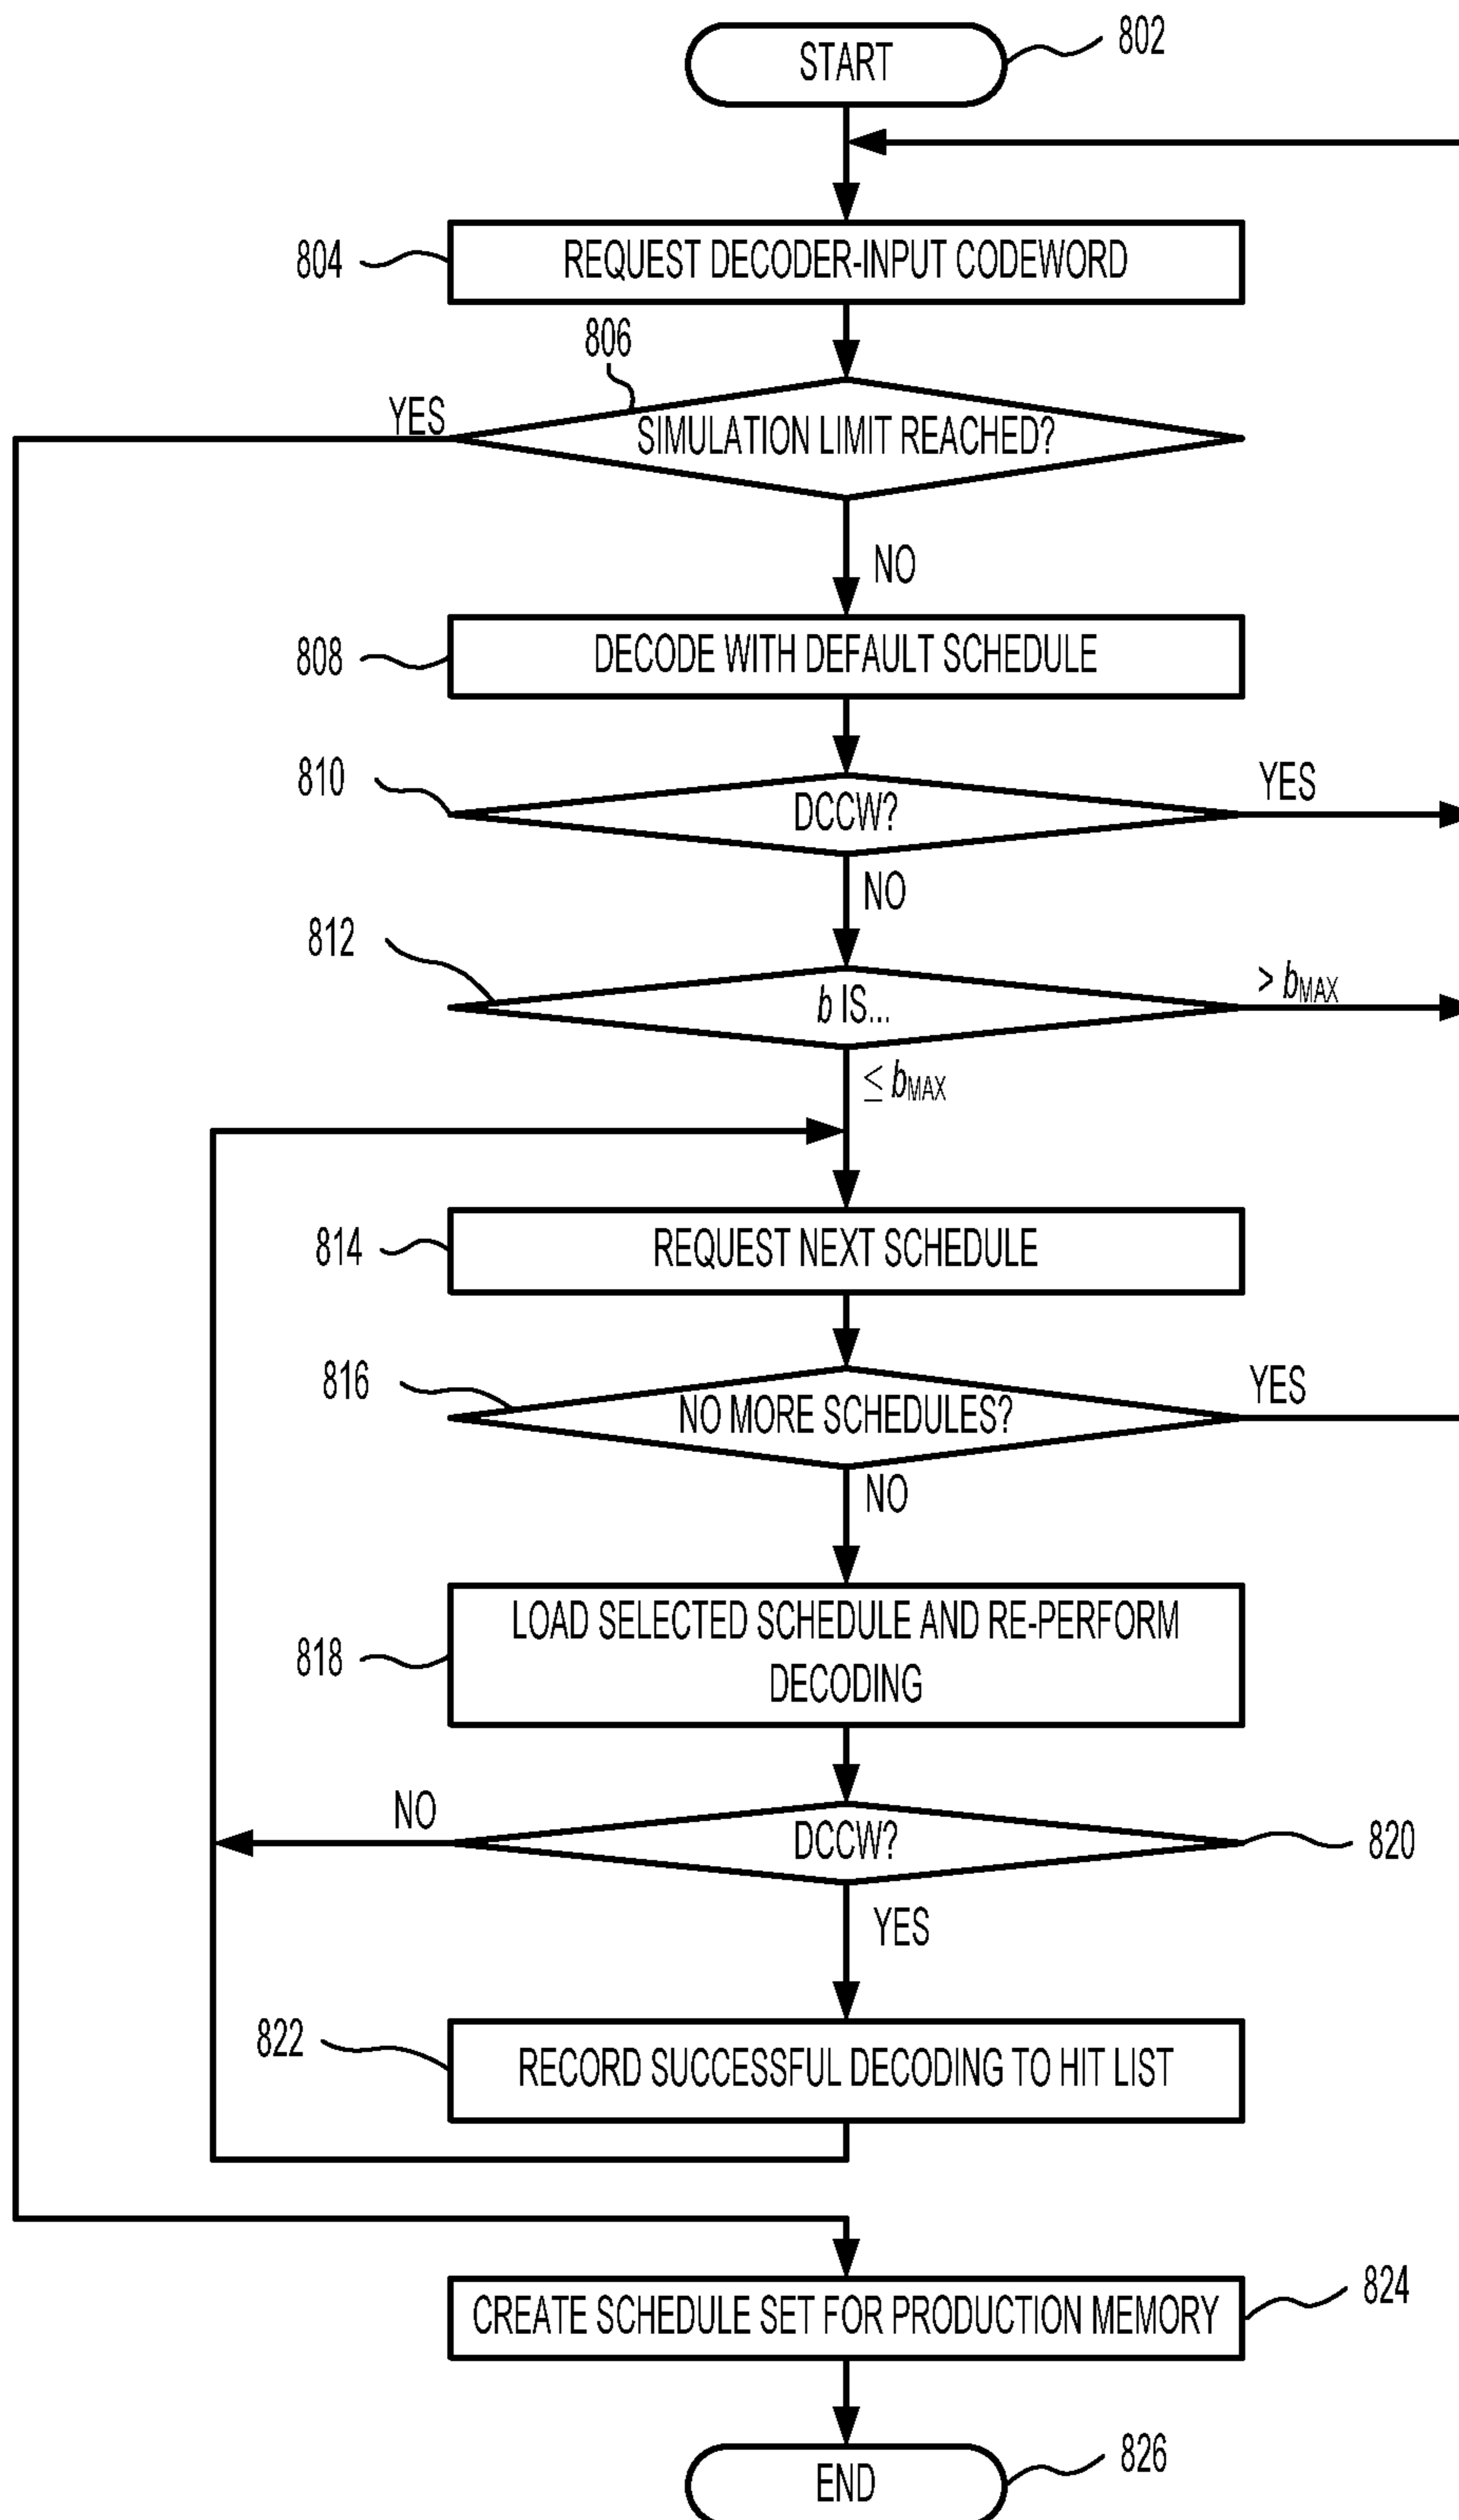 START
802
804
REQUEST DECODER-INPUT CODEWORD
806
YES
SIMULATION LIMIT REACHED?
NO
808
DECODE WITH DEFAULT SCHEDULE
810
DCCW?
YES
NO
812
b IS...
> bMAX
≤ bMAX
814
REQUEST NEXT SCHEDULE
816
NO MORE SCHEDULES?
YES
NO
818
LOAD SELECTED SCHEDULE AND RE-PERFORM
DECODING
NO
DCCW?
820
YES
822
RECORD SUCCESSFUL DECODING TO HIT LIST
CREATE SCHEDULE SET FOR PRODUCTION MEMORY
824
END
826